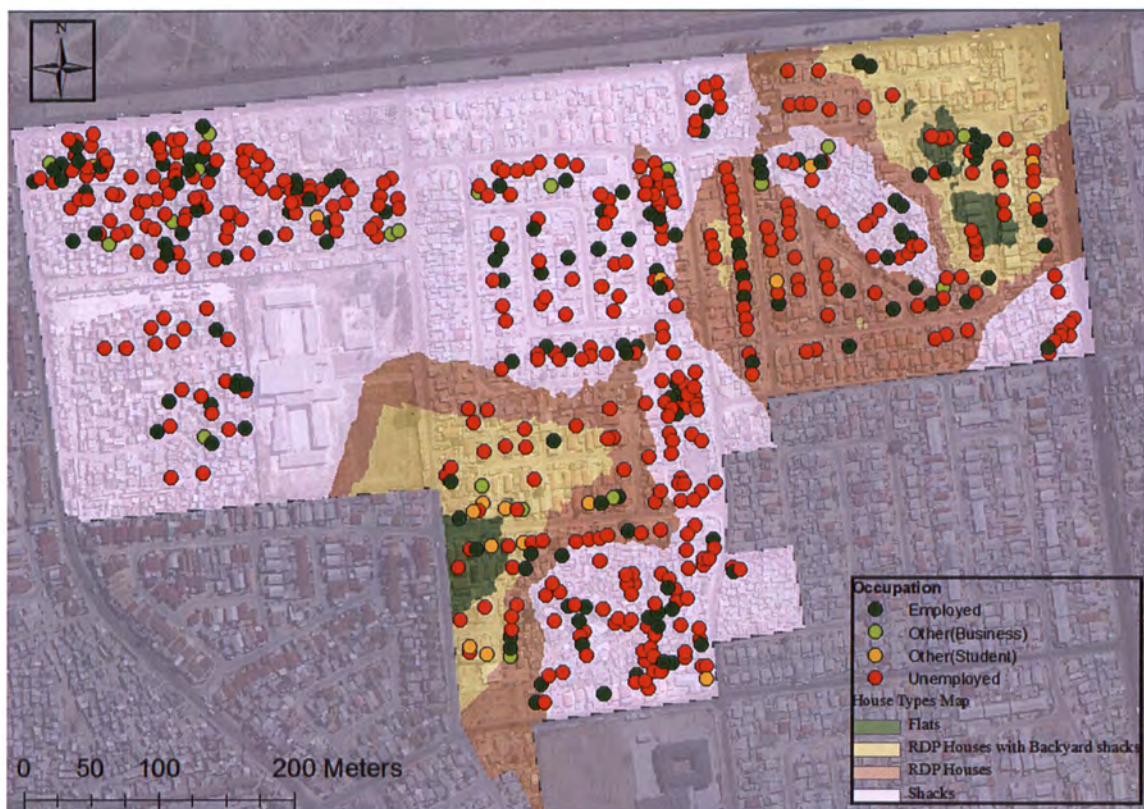 N
Occupation
Employed
Other(Business)
Other(Student)
Unemployed
House Types Map
Flats
RDP Houses with Backyard shacks
RDP Houses
Shacks
0 50 100 200 Meters